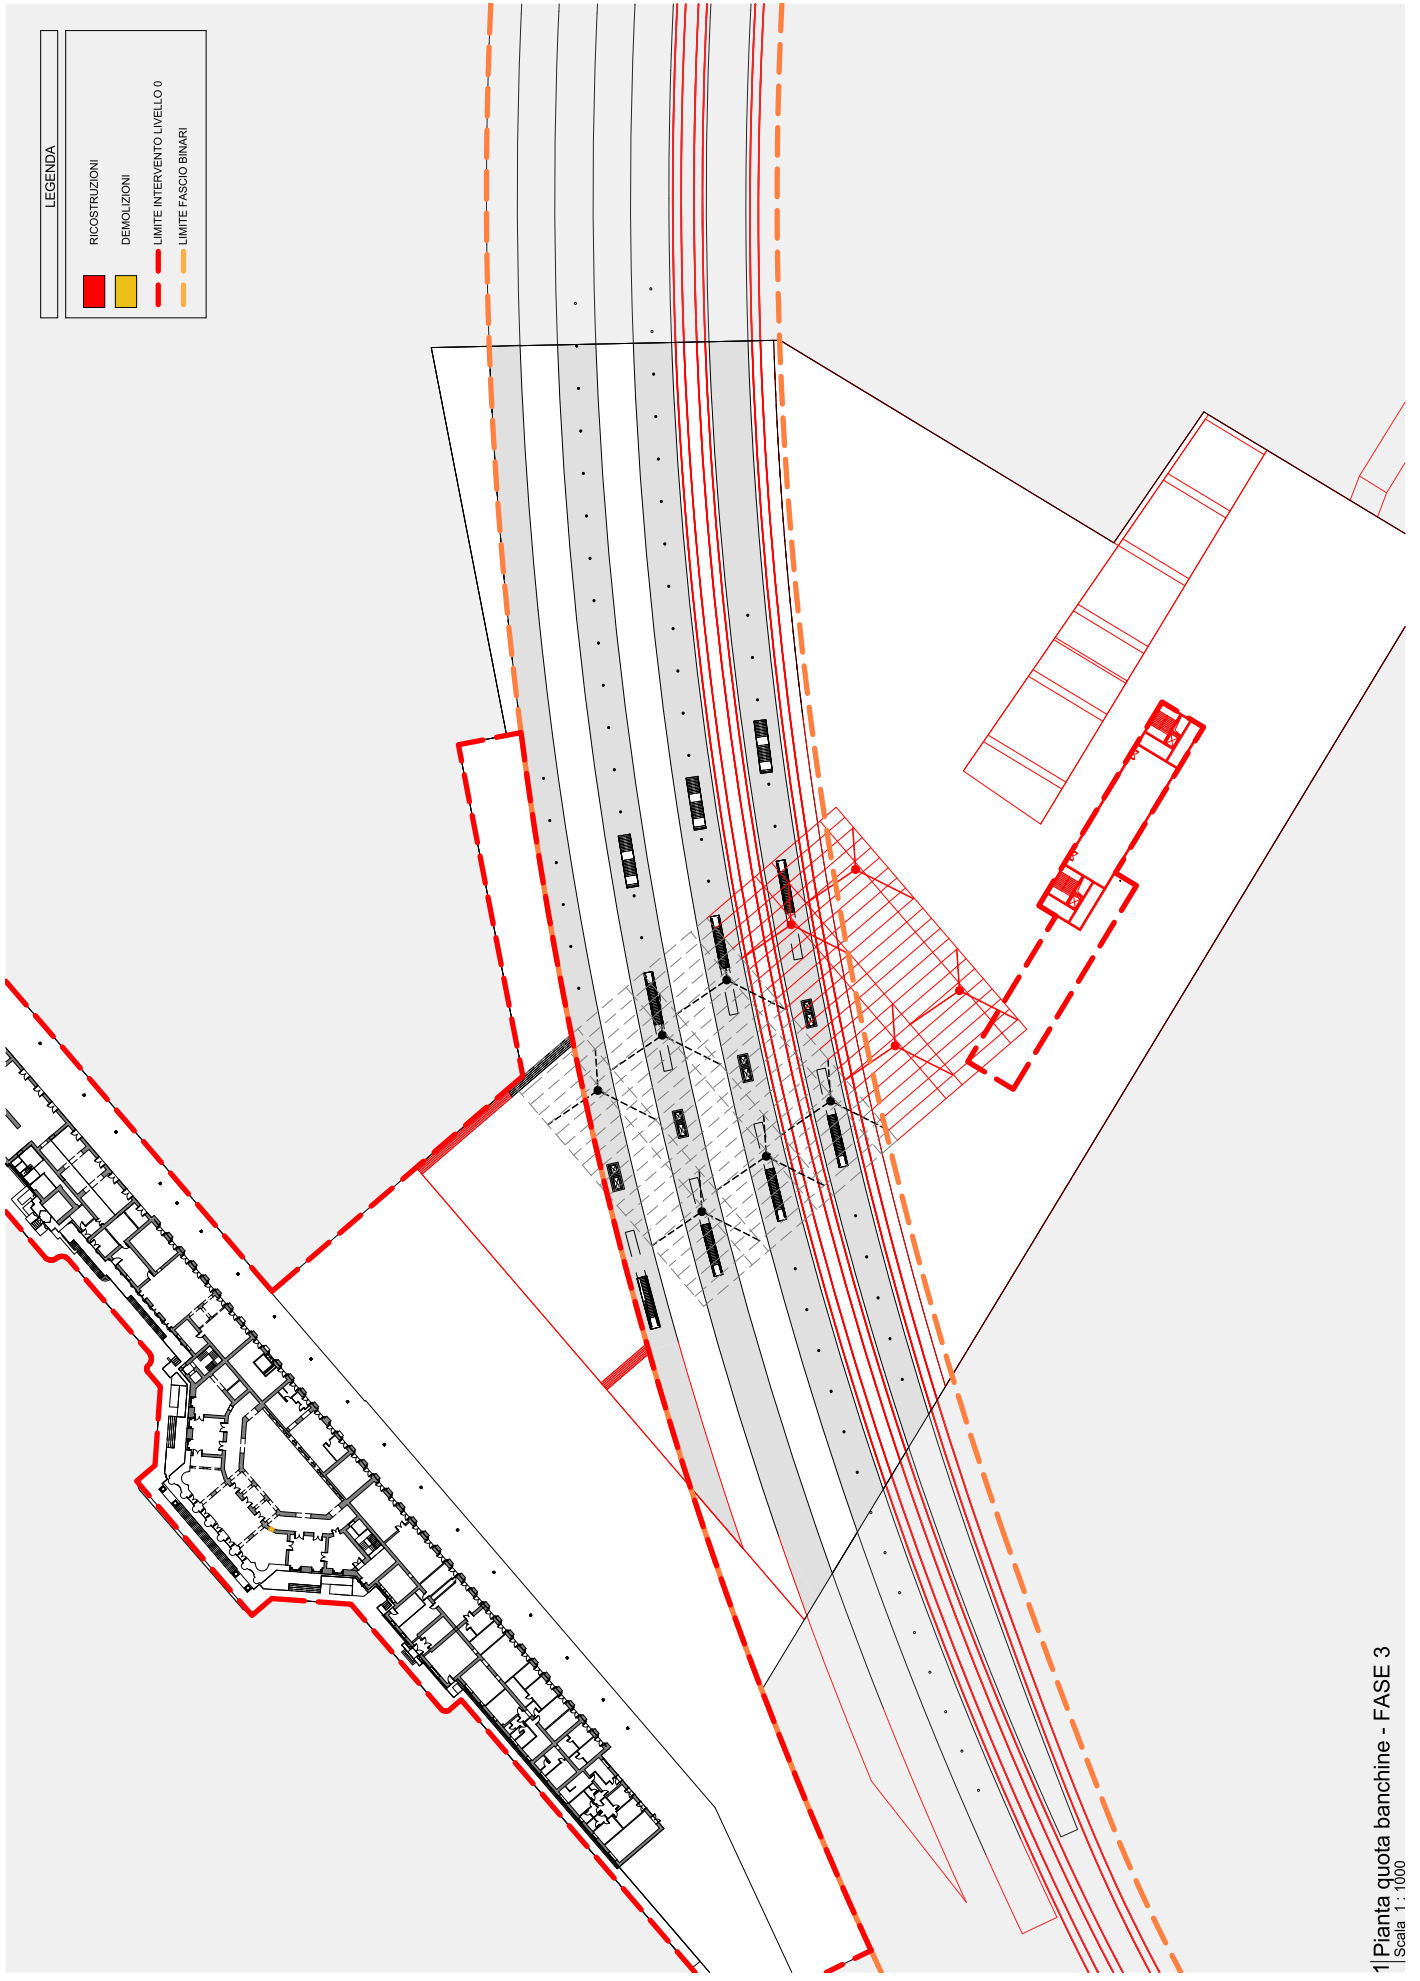 LEGENDA
RICOSTRUZIONI
DEMOLIZIONI
LIMITE INTERVENTO LIVELLO 0
LIMITE FASCIO BINARI
1 Pianta quota banchine - FASE 3
Scala 1 : 1000